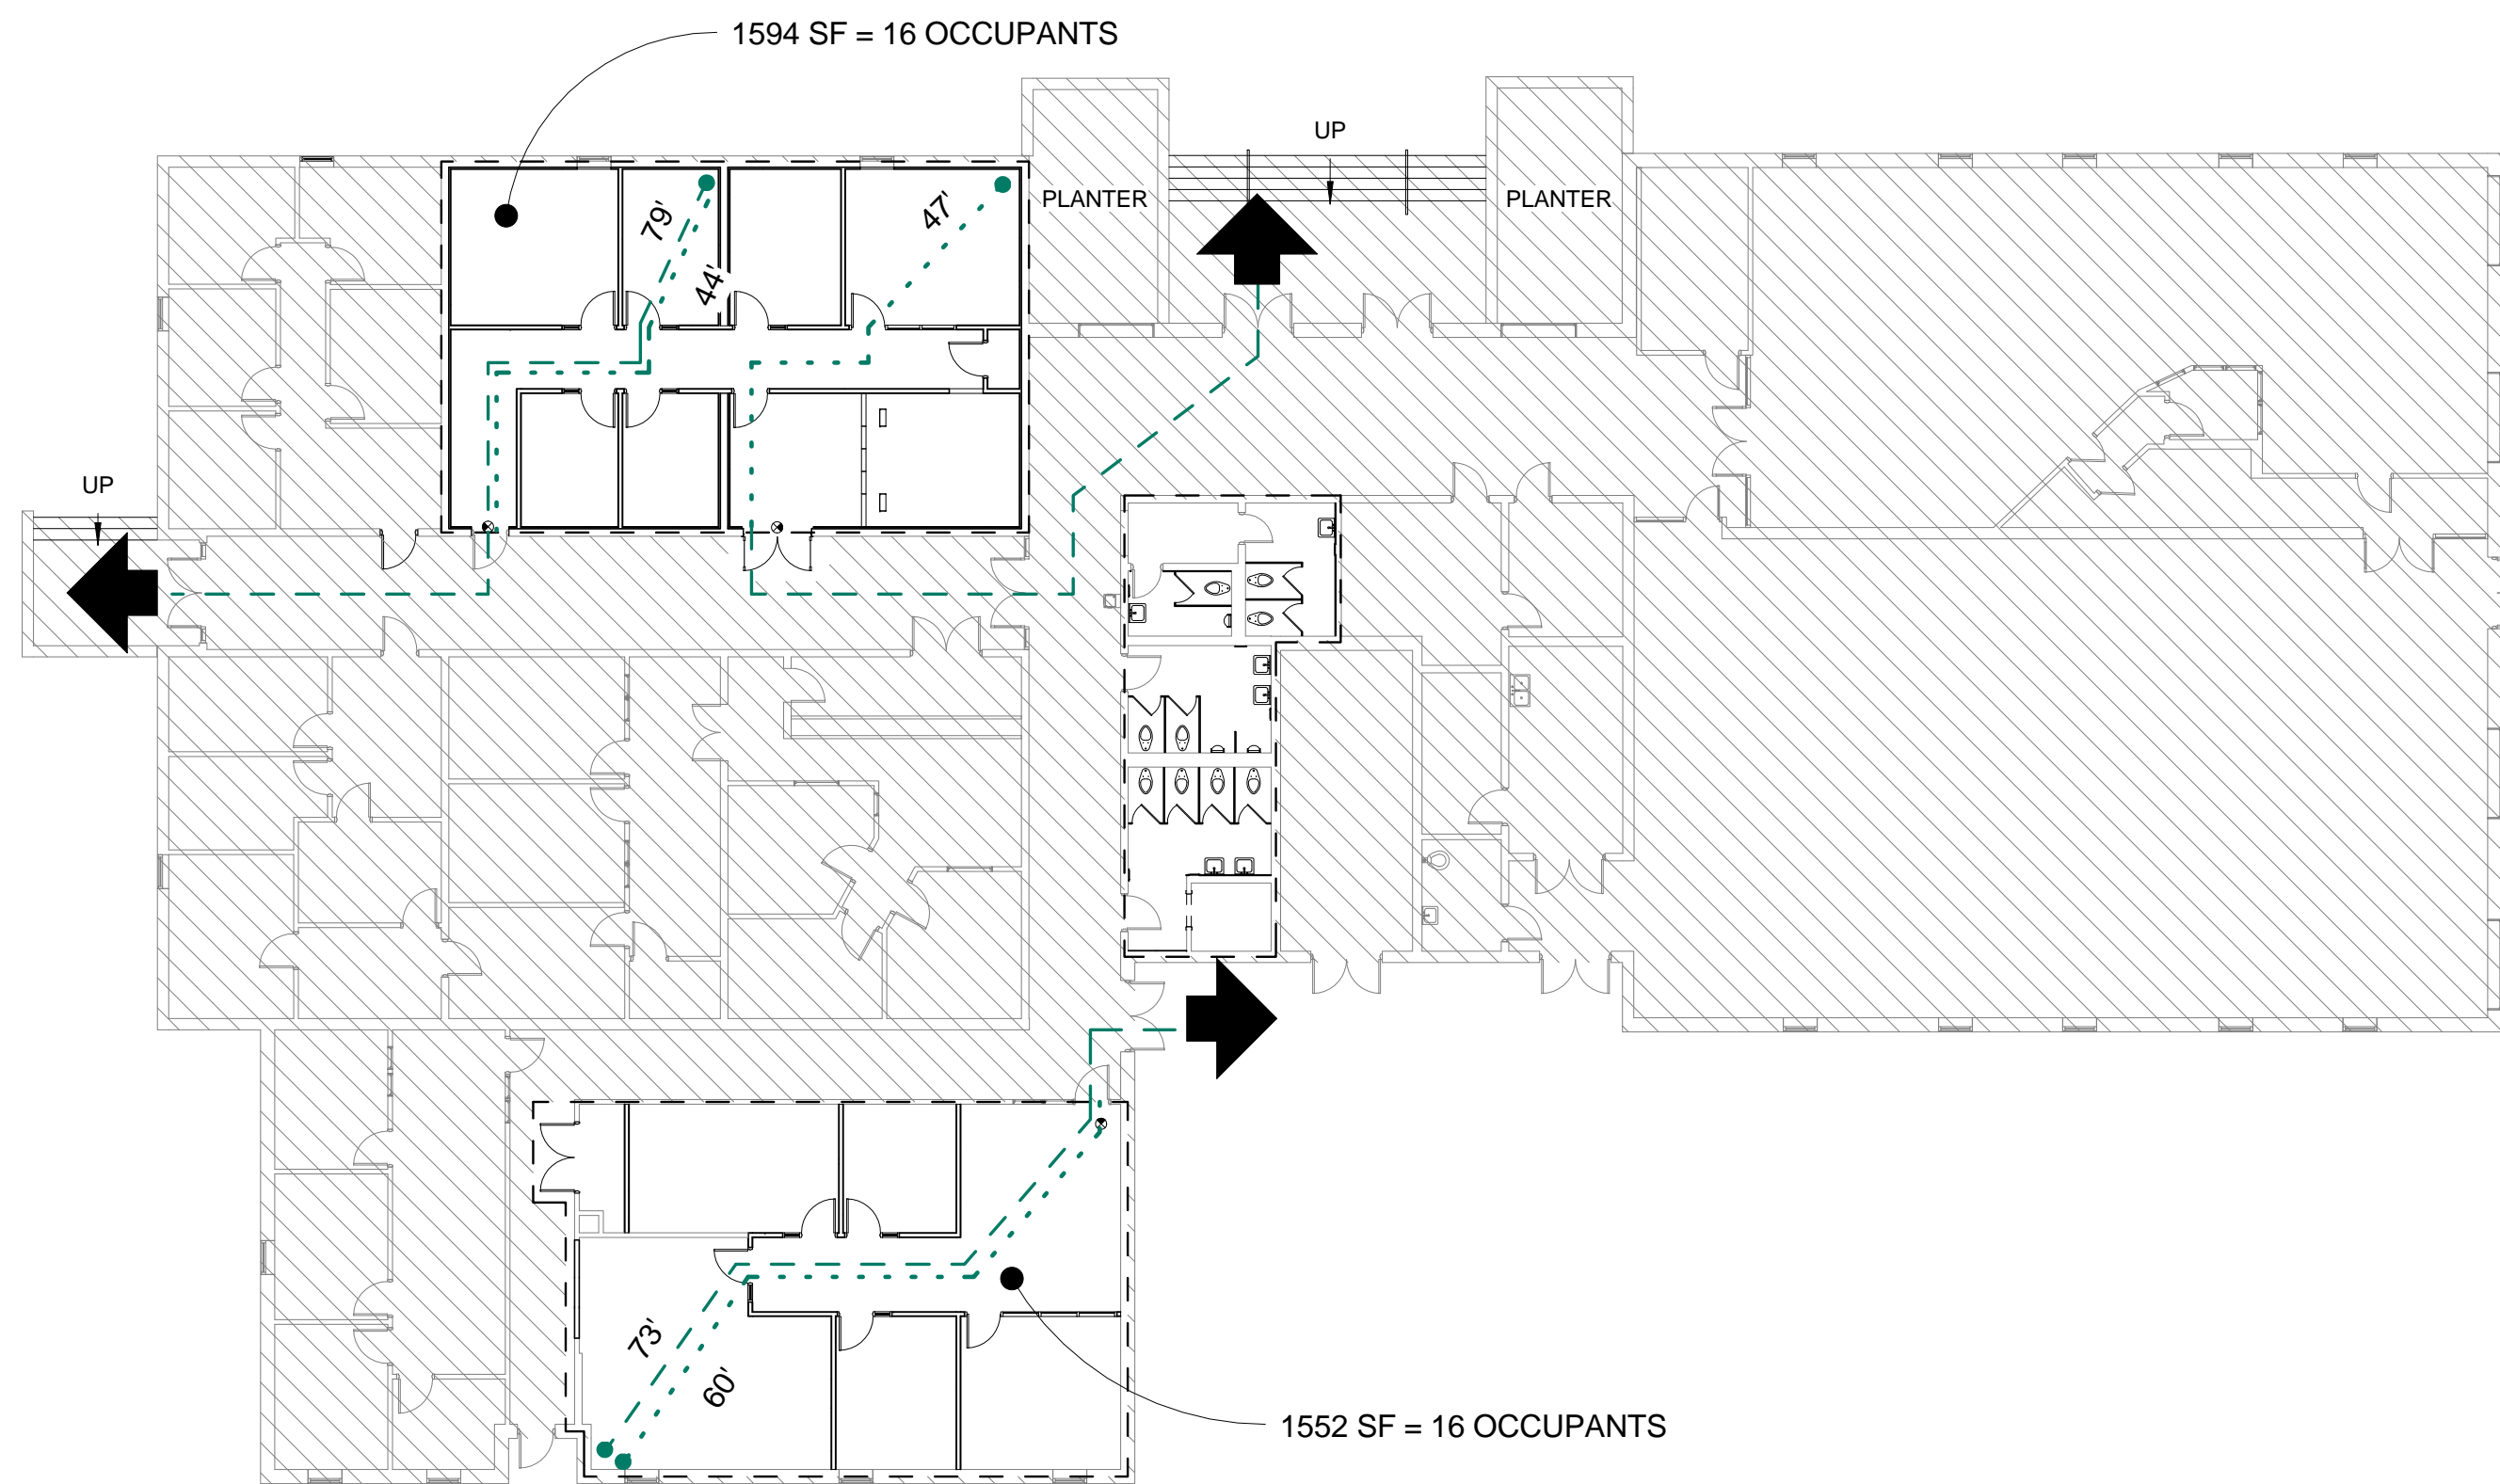 1594 SF = 16 OCCUPANTS
UP
PLANTER
PLANTER
79'
47'
44'
UP
73'
60'
1552 SF = 16 OCCUPANTS